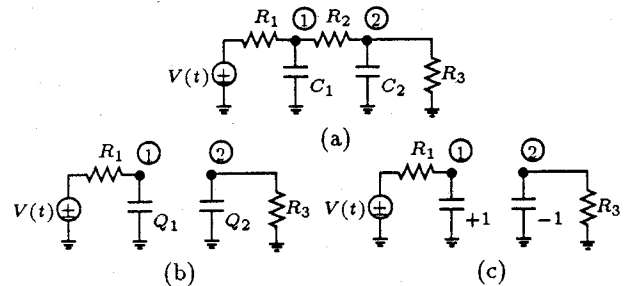 R1 ① R2 ②
V(t) C1 C2 R3
(a)
R1 ① ② R1 ① ②
V(t) Q1 Q2 R3 V(t) +1 −1 R3
(b) (c)